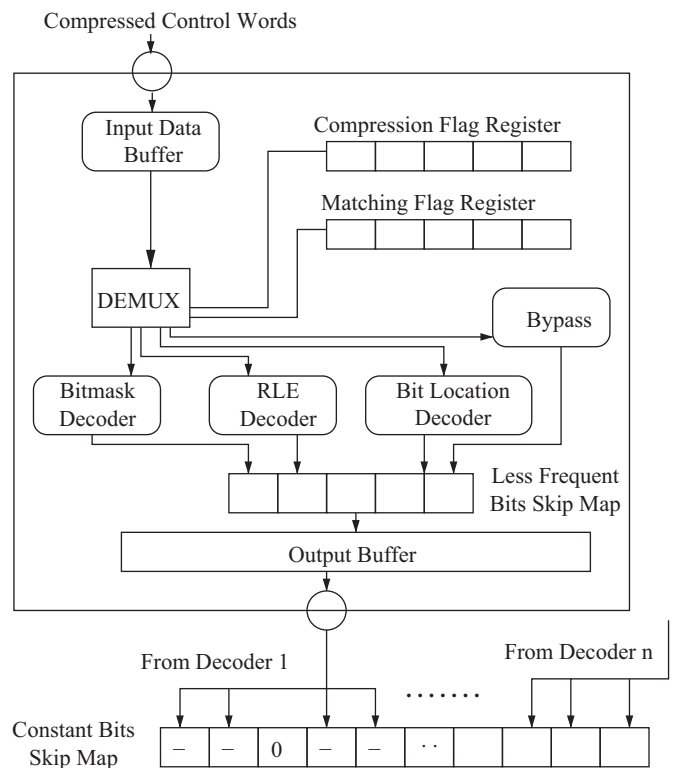 Compressed Control Words
Input Data
Buffer
Compression Flag Register
Matching Flag Register
DEMUX
Bypass
Bitmask
Decoder
RLE
Decoder
Bit Location
Decoder
Less Frequent
Bits Skip Map
Output Buffer
From Decoder 1
From Decoder n
.......
Constant Bits
Skip Map
– – 0 – – ..